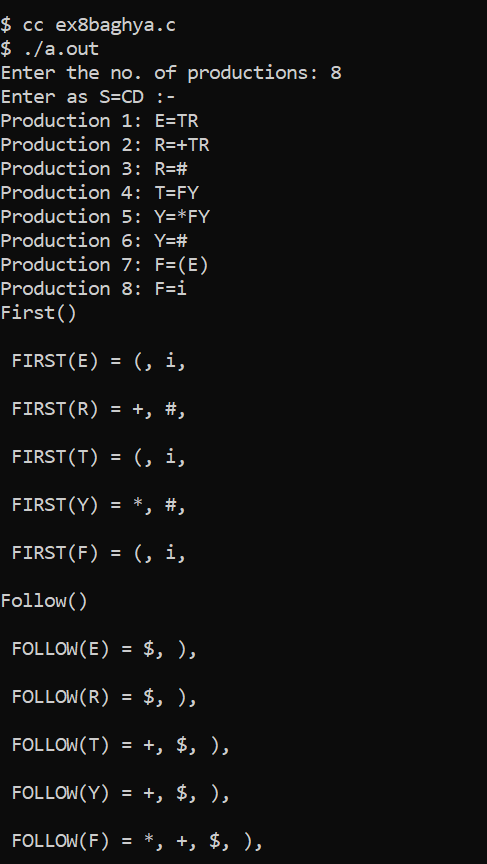 $ cc ex8baghya.c
$ ./a.out
Enter the no. of productions: 8
Enter as S=CD :-
Production 1: E=TR
Production 2: R=+TR
Production 3: R=#
Production 4: T=FY
Production 5: Y=*FY
Production 6: Y=#
Production 7: F=(E)
Production 8: F=i
First()
FIRST(E) = (, i,
FIRST(R) = +, #,
FIRST(T) = (, i,
FIRST(Y) = *, #,
FIRST(F) = (, i,
Follow()
FOLLOW(E) = $, ),
FOLLOW(R) = $, ),
FOLLOW(T) = +, $, ),
FOLLOW(Y) = +, $, ),
FOLLOW(F) = *, +, $, ),